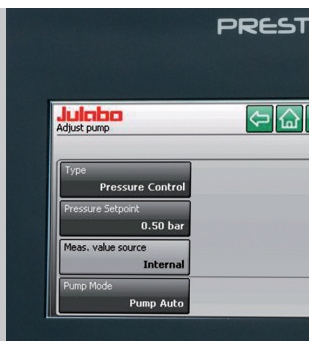 PREST
Julabo
Adjust pump
Type
Pressure Control
Pressure Setpoint
0.50 bar
Meas. value source
Internal
Pump Mode
Pump Auto